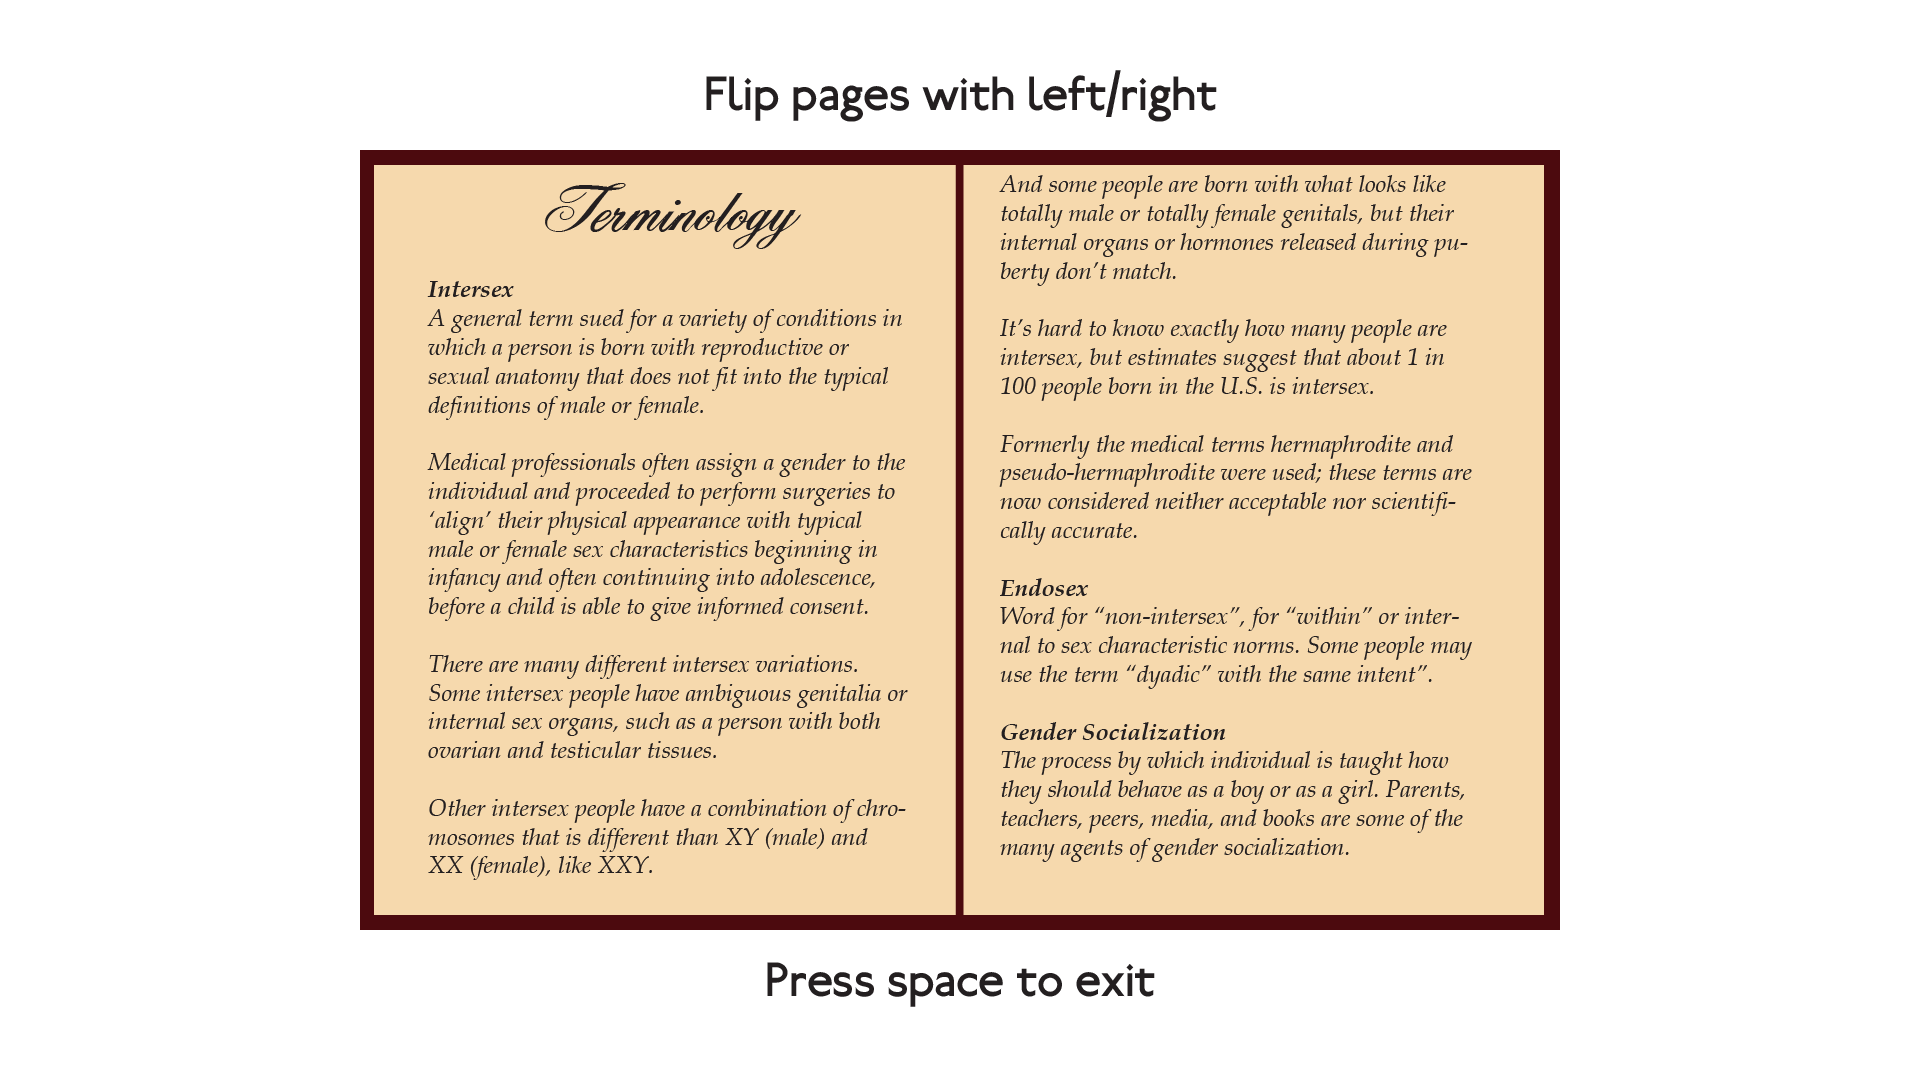 Flip pages with left/right
Terminology
Intersex
A general term sued for a variety of conditions in
which a person is born with reproductive or
sexual anatomy that does not fit into the typical
definitions of male or female.
Medical professionals often assign a gender to the
individual and proceeded to perform surgeries to
‘align’ their physical appearance with typical
male or female sex characteristics beginning in
infancy and often continuing into adolescence,
before a child is able to give informed consent.
There are many different intersex variations.
Some intersex people have ambiguous genitalia or
internal sex organs, such as a person with both
ovarian and testicular tissues.
Other intersex people have a combination of chro-
mosomes that is different than XY (male) and
XX (female), like XXY.
And some people are born with what looks like
totally male or totally female genitals, but their
internal organs or hormones released during pu-
berty don’t match.
It’s hard to know exactly how many people are
intersex, but estimates suggest that about 1 in
100 people born in the U.S. is intersex.
Formerly the medical terms hermaphrodite and
pseudo-hermaphrodite were used; these terms are
now considered neither acceptable nor scientifi-
cally accurate.
Endosex
Word for “non-intersex”, for “within” or inter-
nal to sex characteristic norms. Some people may
use the term “dyadic” with the same intent”.
Gender Socialization
The process by which individual is taught how
they should behave as a boy or as a girl. Parents,
teachers, peers, media, and books are some of the
many agents of gender socialization.
Press space to exit